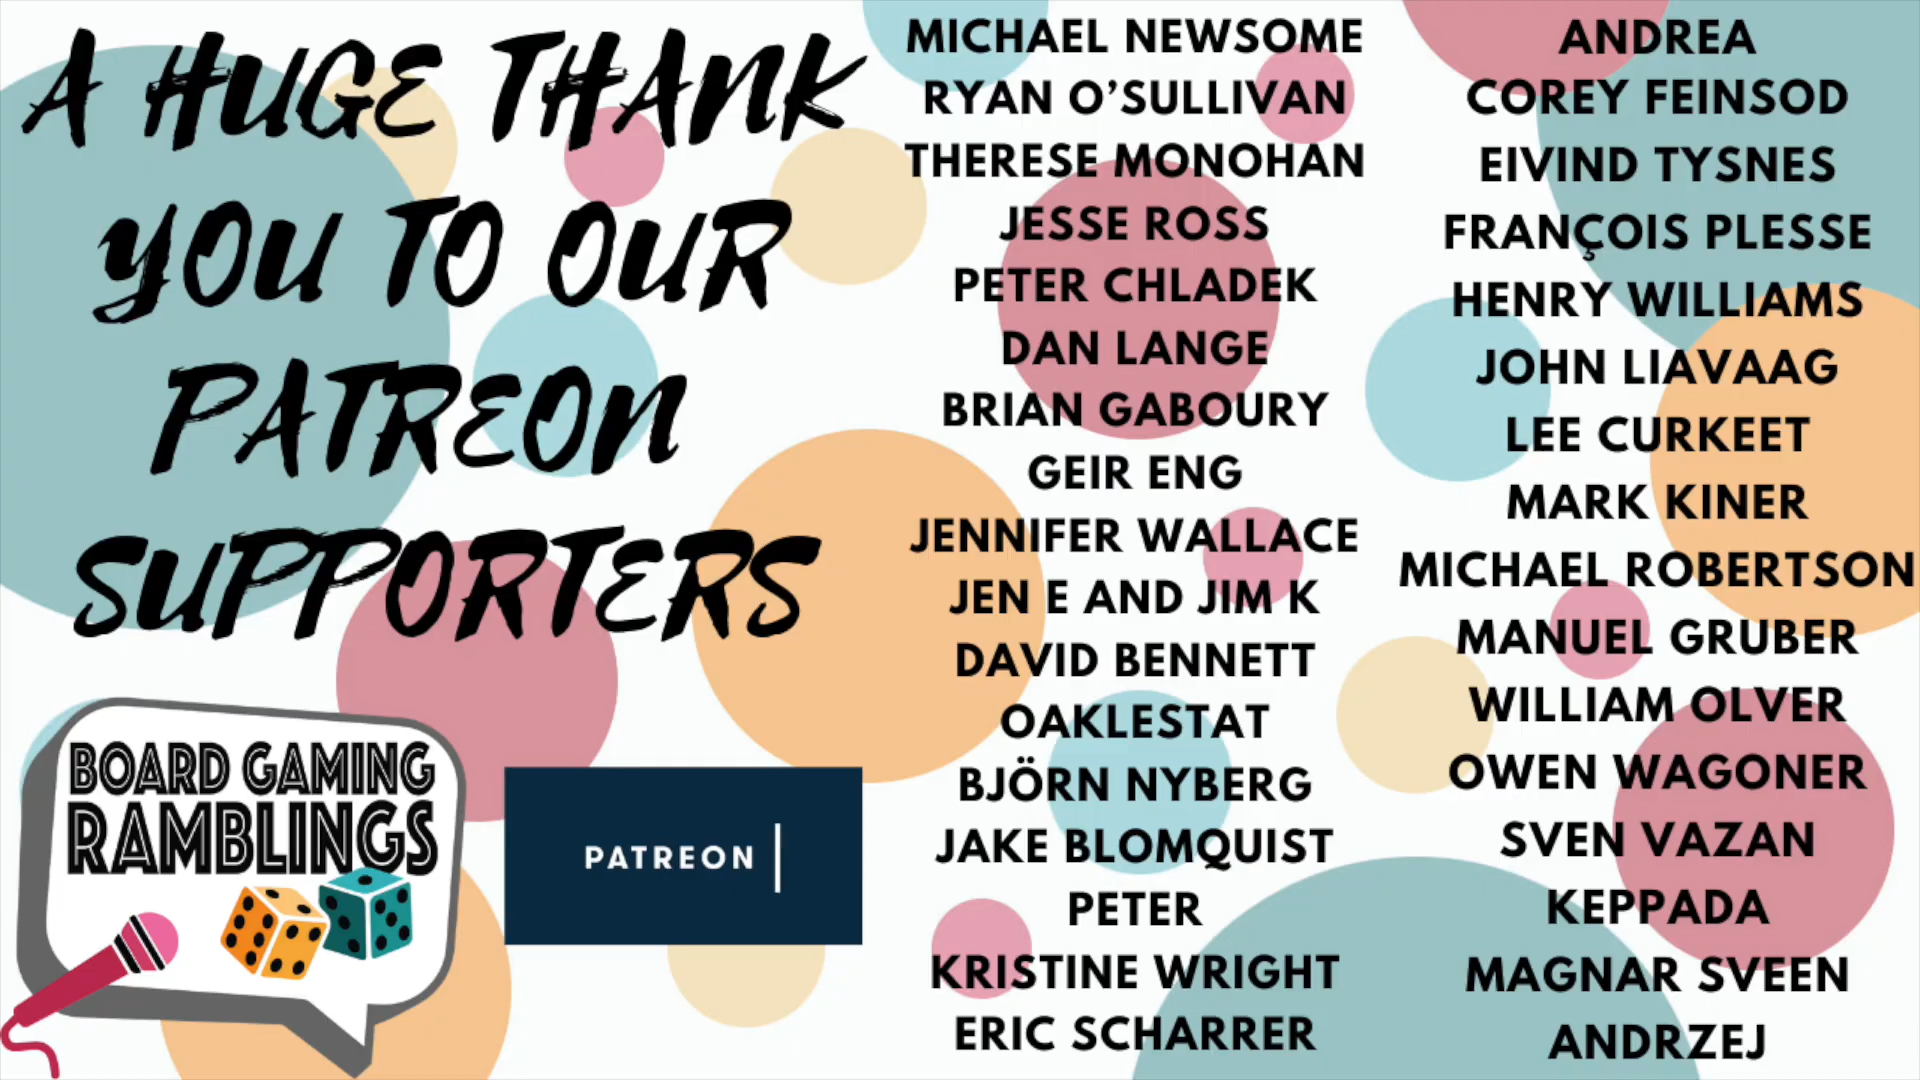 A HUGE THANK
YOU TO OUR
PATREON
SUPPORTERS
BOARD GAMING
RAMBLINGS
PATREON
MICHAEL NEWSOME
RYAN O’SULLIVAN
THERESE MONOHAN
JESSE ROSS
PETER CHLADEK
DAN LANGE
BRIAN GABOURY
GEIR ENG
JENNIFER WALLACE
JEN E AND JIM K
DAVID BENNETT
OAKLESTAT
BJÖRN NYBERG
JAKE BLOMQUIST
PETER
KRISTINE WRIGHT
ERIC SCHARRER
ANDREA
COREY FEINSOD
EIVIND TYSNES
FRANÇOIS PLESSE
HENRY WILLIAMS
JOHN LIAVAAG
LEE CURKEET
MARK KINER
MICHAEL ROBERTSON
MANUEL GRUBER
WILLIAM OLVER
OWEN WAGONER
SVEN VAZAN
KEPPADA
MAGNAR SVEEN
ANDRZEJ